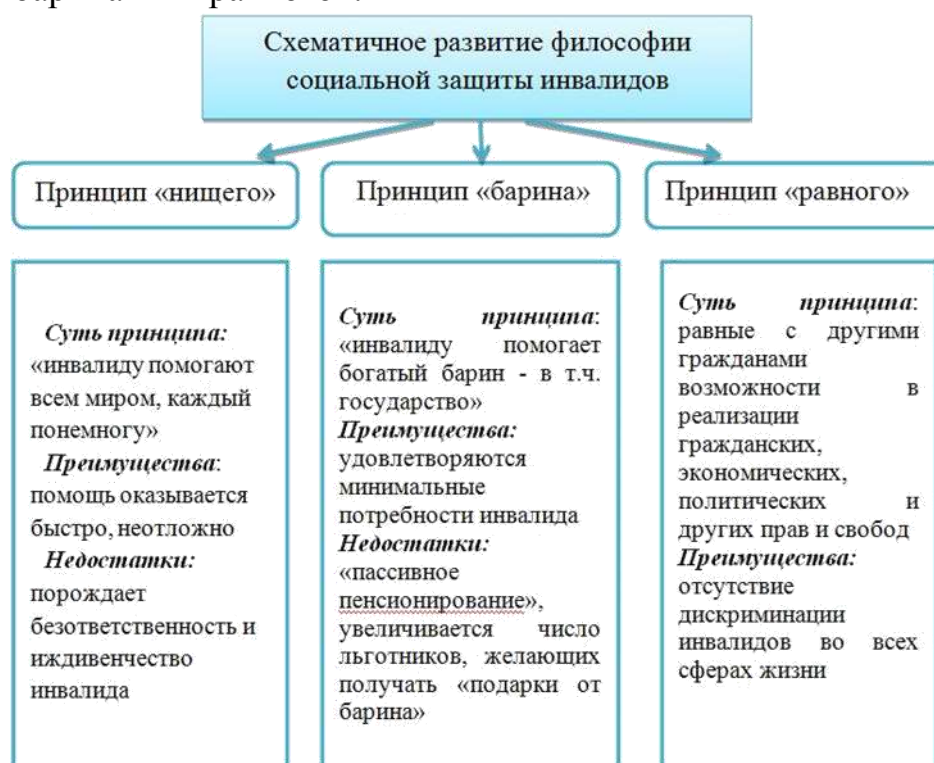 Схематичное развитие философии
социальной защиты инвалидов
Принцип «нищего»
Принцип «барина»
Принцип «равного»
Суть принципа:
«инвалиду помогают
всем миром, каждый
понемногу»
Преимущества:
помощь оказывается
быстро, неотложно
Недостатки:
порождает
безответственность и
иждивенчество
инвалида
Суть принципа:
«инвалиду помогает
богатый барин - в т.ч.
государство»
Преимущества:
удовлетворяются
минимальные
потребности инвалида
Недостатки:
«пассивное
пенсионирование»,
увеличивается число
льготников, желающих
получать «подарки от
барина»
Суть принципа:
равные с другими
гражданами
возможности в
реализации
гражданских,
экономических,
политических и
других прав и свобод
Преимущества:
отсутствие
дискриминации
инвалидов во всех
сферах жизни